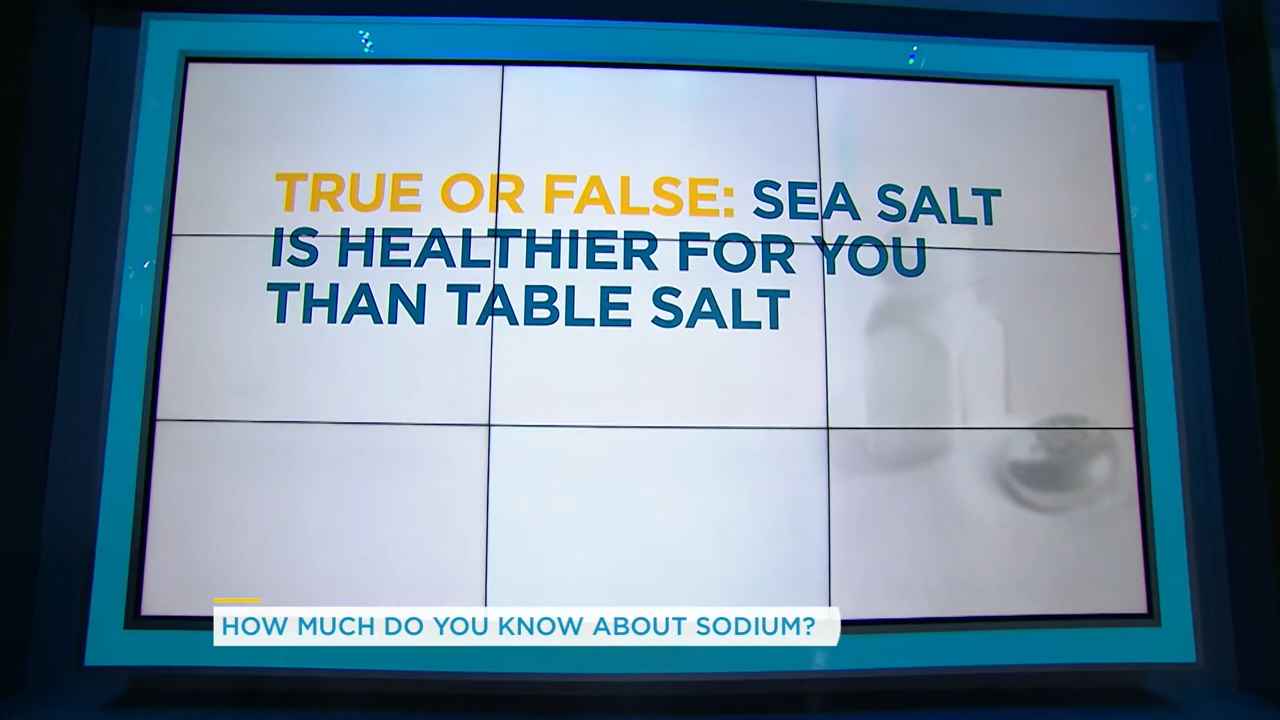 TRUE OR FALSE: SEA SALT
IS HEALTHIER FOR YOU
THAN TABLE SALT
HOW MUCH DO YOU KNOW ABOUT SODIUM?